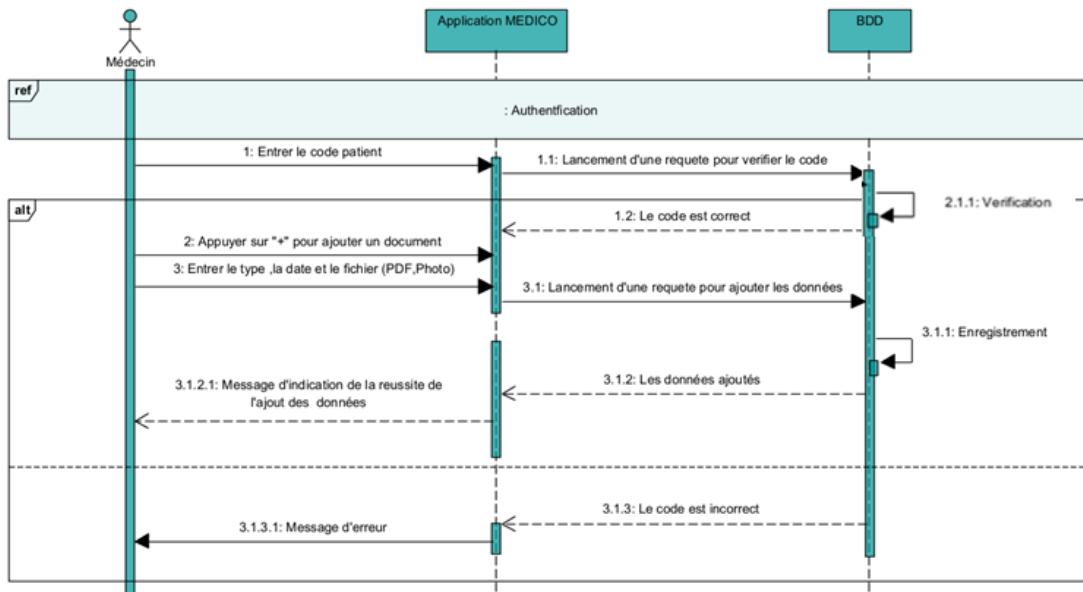 Application MEDICO
BDD
Médecin
ref
: Authentfication
1: Entrer le code patient
1.1: Lancement d'une requete pour verifier le code
alt
2.1.1: Verification
1.2: Le code est correct
2: Appuyer sur "+" pour ajouter un document
3: Entrer le type ,la date et le fichier (PDF,Photo)
3.1: Lancement d'une requete pour ajouter les données
3.1.1: Enregistrement
3.1.2: Les données ajoutés
3.1.2.1: Message d'indication de la reussite de
l'ajout des données
3.1.3: Le code est incorrect
3.1.3.1: Message d'erreur